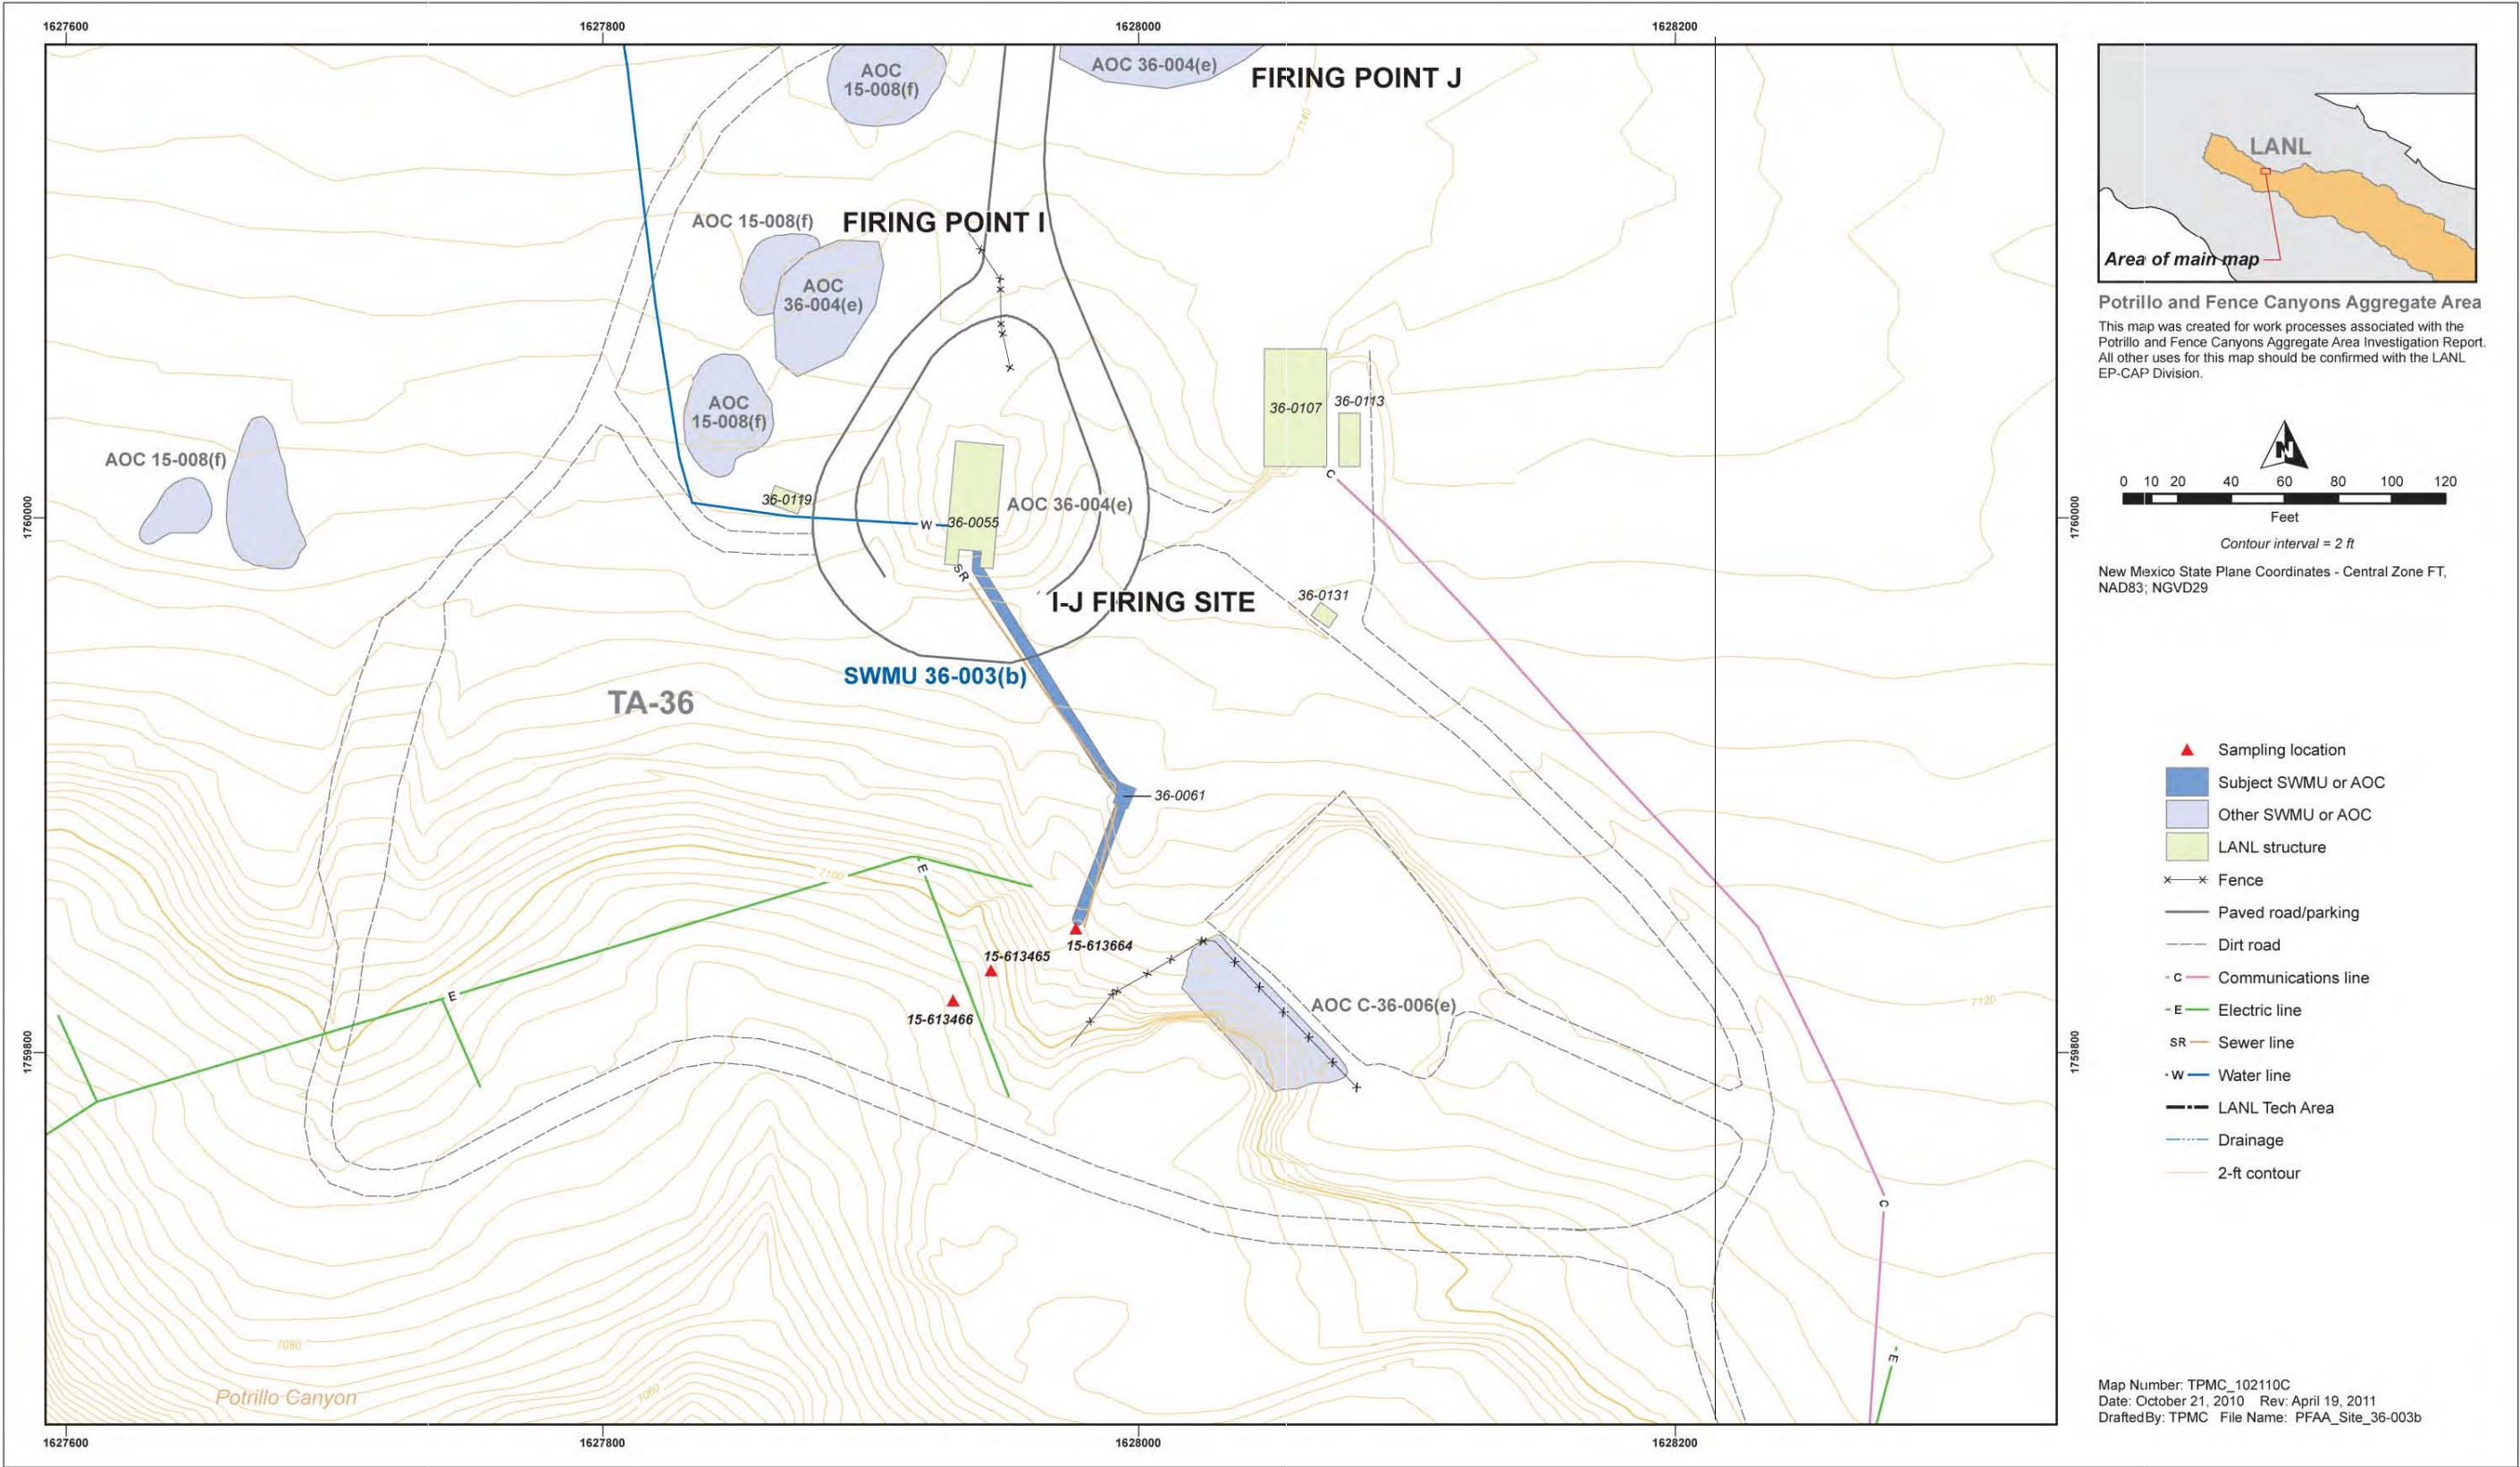 1627600
1627800
1628000
1628200
AOC
15-008(f)
AOC 36-004(e)
FIRING POINT J
7140
AOC 15-008(f)
FIRING POINT I
AOC
36-004(e)
AOC
15-008(f)
36-0107
36-0113
AOC 15-008(f)
C
36-0119
AOC 36-004(e)
W
36-0055
1760000
1760000
SR
36-0131
I-J FIRING SITE
SWMU 36-003(b)
TA-36
36-0061
7100
E
15-613664
15-613465
E
15-613466
AOC C-36-006(e)
7120
1759800
1759800
C
E
7080
7060
Potrillo Canyon
1627600
1627800
1628000
1628200
LANL
Area of main map
Potrillo and Fence Canyons Aggregate Area
This map was created for work processes associated with the
Potrillo and Fence Canyons Aggregate Area Investigation Report.
All other uses for this map should be confirmed with the LANL
EP-CAP Division.
N
0 10 20 40 60 80 100 120
Feet
Contour interval = 2 ft
New Mexico State Plane Coordinates - Central Zone FT,
NAD83; NGVD29
Sampling location
Subject SWMU or AOC
Other SWMU or AOC
LANL structure
Fence
Paved road/parking
Dirt road
C Communications line
E Electric line
SR Sewer line
W Water line
LANL Tech Area
Drainage
2-ft contour
Map Number: TPMC_102110C
Date: October 21, 2010 Rev: April 19, 2011
DraftedBy: TPMC File Name: PFAA_Site_36-003b